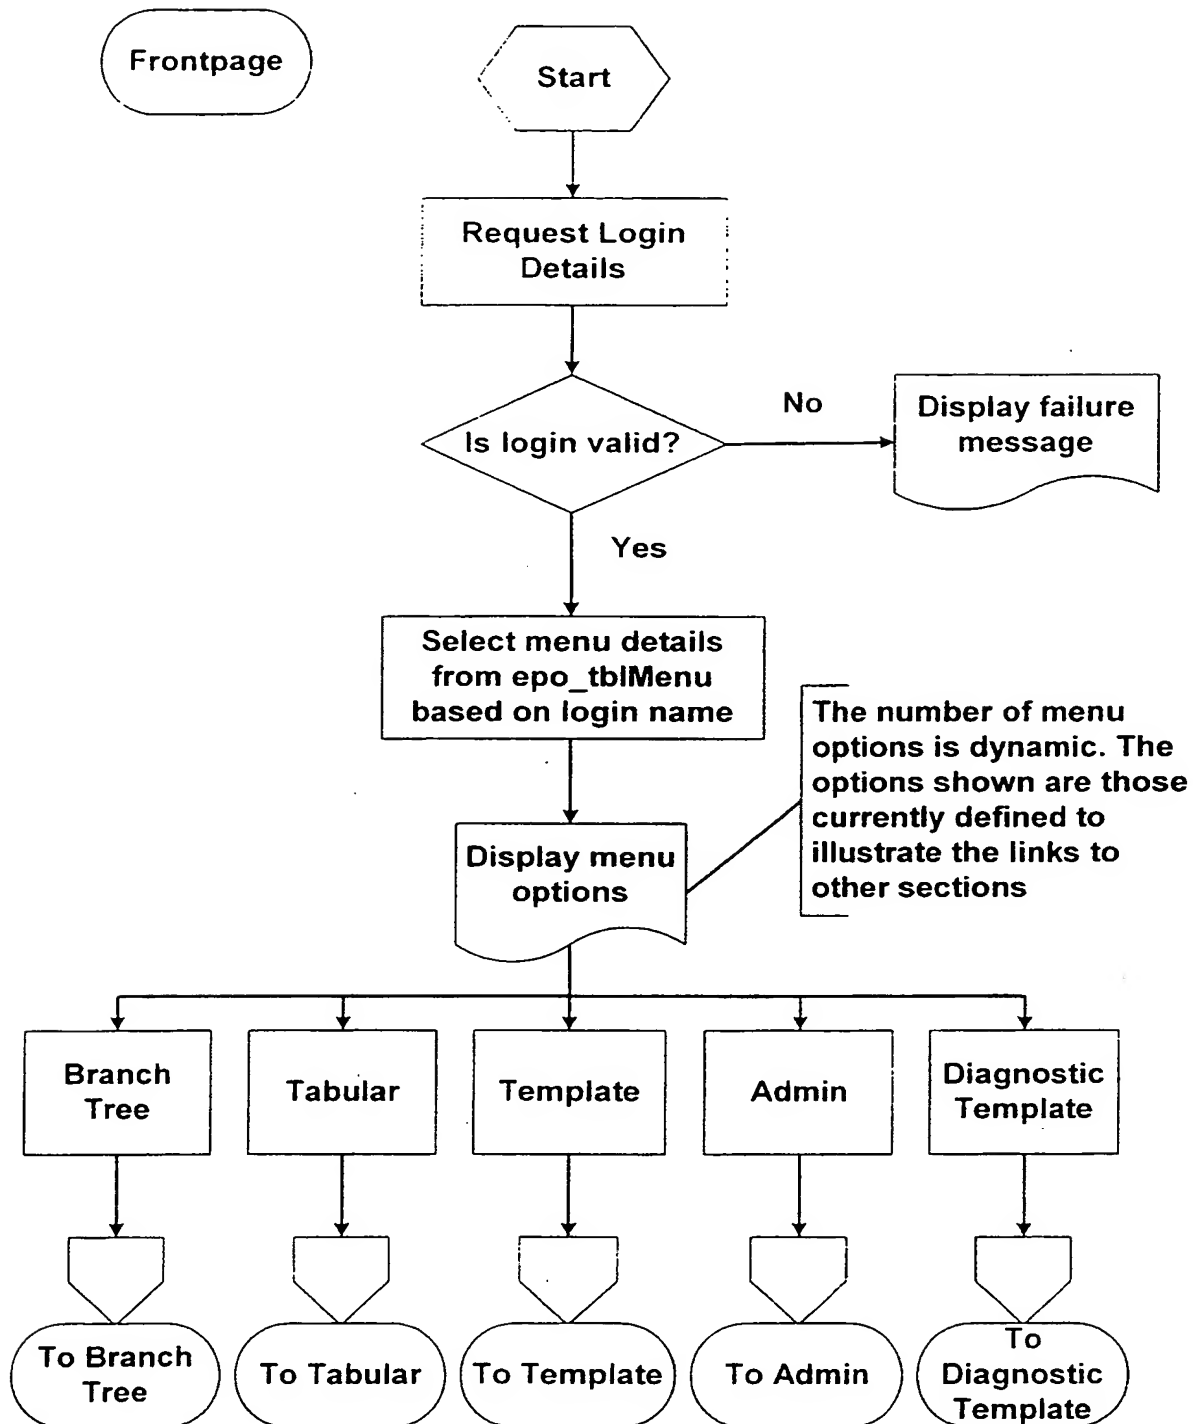 Frontpage
Start
Request Login
Details
Is login valid?
No
Display failure
message
Yes
Select menu details
from epo_tblMenu
based on login name
The number of menu
options is dynamic. The
options shown are those
currently defined to
illustrate the links to
other sections
Display menu
options
Branch
Tree
Tabular
Template
Admin
Diagnostic
Template
To Branch
Tree
To Tabular
To Template
To Admin
To
Diagnostic
Template